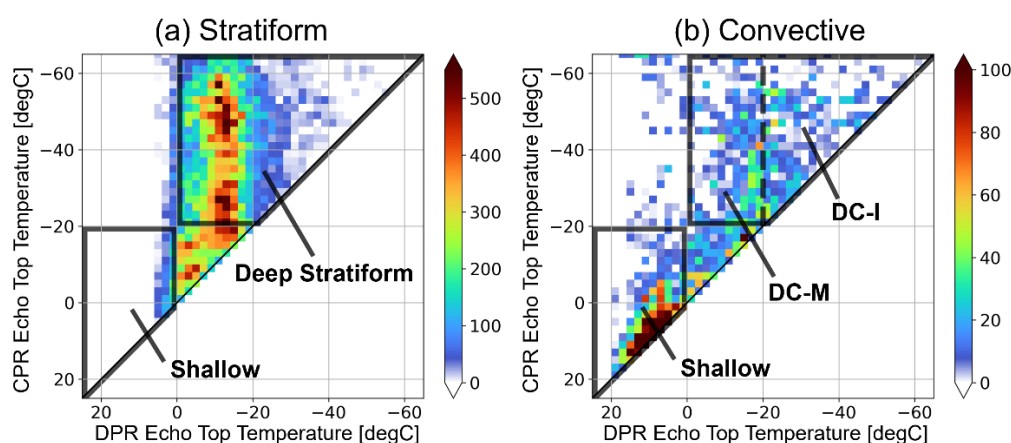 (a) Stratiform
CPR Echo Top Temperature [degC]
−60
−40
−20
0
20
Deep Stratiform
Shallow
20
0
−20
−40
−60
DPR Echo Top Temperature [degC]
500
400
300
200
100
0
(b) Convective
CPR Echo Top Temperature [degC]
−60
−40
−20
0
20
DC-I
DC-M
Shallow
20
0
−20
−40
−60
DPR Echo Top Temperature [degC]
100
80
60
40
20
0